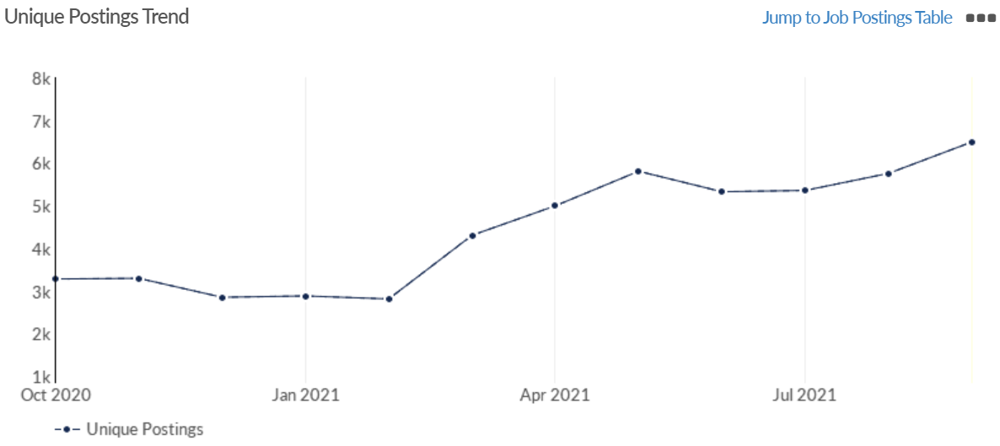 Unique Postings Trend
Jump to Job Postings Table
8k
7k
6k
5k
4k
3k
2k
1k
Oct 2020 Jan 2021 Apr 2021 Jul 2021
Unique Postings